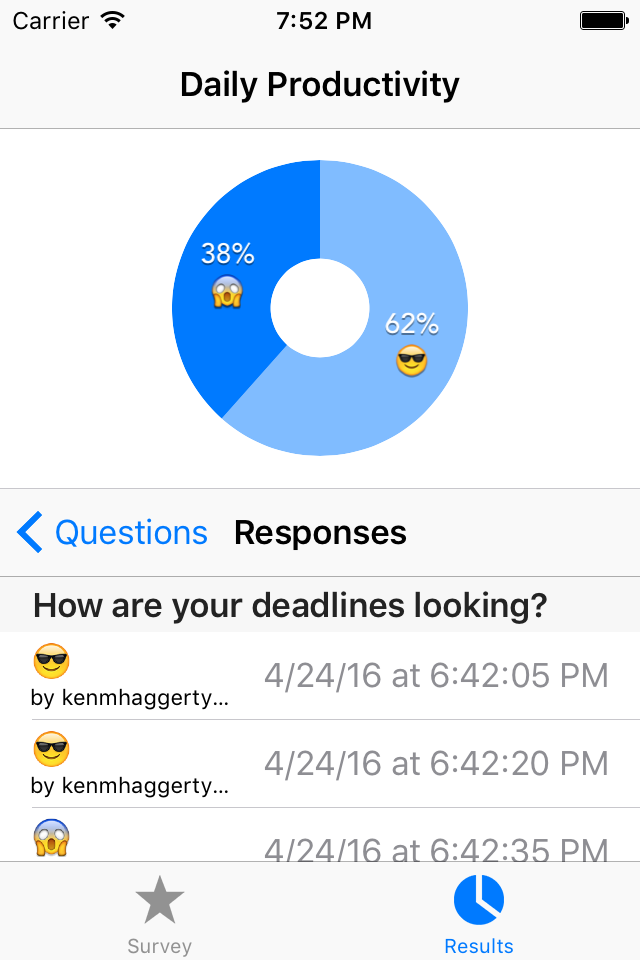 Carrier 7:52 PM
Daily Productivity
38%
62%
Questions Responses
How are your deadlines looking?
4/24/16 at 6:42:05 PM
by kenmhaggerty...
4/24/16 at 6:42:20 PM
by kenmhaggerty...
4/24/16 at 6:42:35 PM
Survey Results